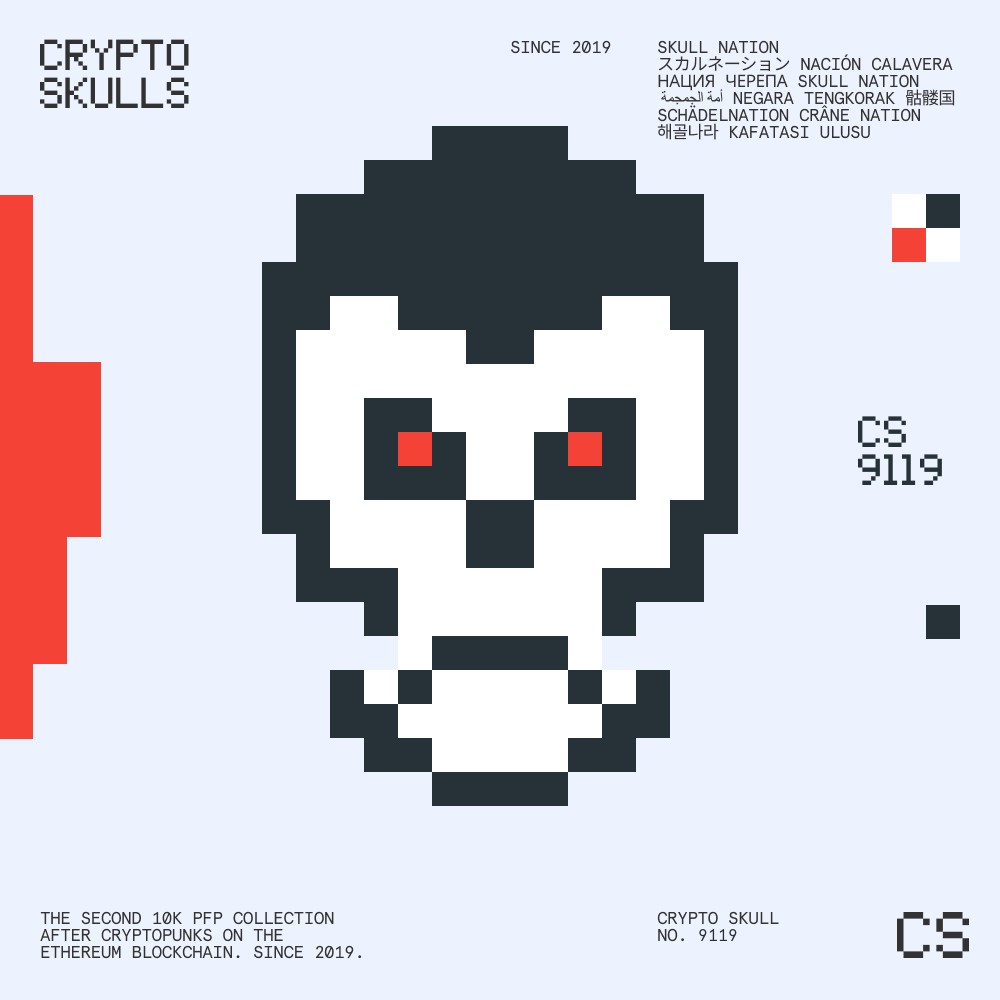 CRYPTO
SKULLS
SINCE 2019
SKULL NATION
スカルネーション NACIÓN CALAVERA
НАЦИЯ ЧЕРЕПА SKULL NATION
أمة الجمجمة NEGARA TENGKORAK 骷髅国
SCHÄDELNATION CRÂNE NATION
해골나라 KAFATASI ULUSU
CS
9119
THE SECOND 10K PFP COLLECTION
AFTER CRYPTOPUNKS ON THE
ETHEREUM BLOCKCHAIN. SINCE 2019.
CRYPTO SKULL
NO. 9119
CS